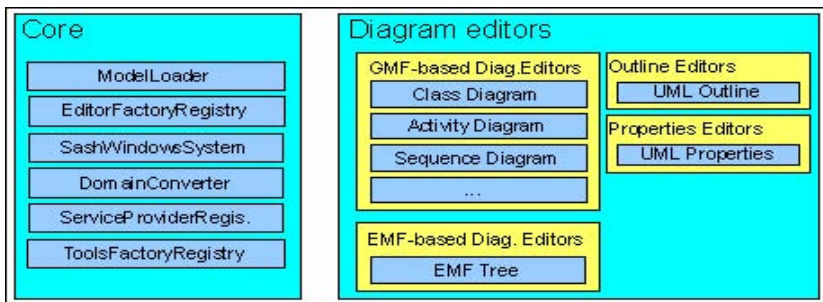 Core
ModelLoader
EditorFactoryRegistry
SashWindowsSystem
DomainConverter
ServiceProviderRegis.
ToolsFactoryRegistry
Diagram editors
GMF-based Diag.Editors
Class Diagram
Activity Diagram
Sequence Diagram
...
EMF-based Diag. Editors
EMF Tree
Outline Editors
UML Outline
Properties Editors
UML Properties